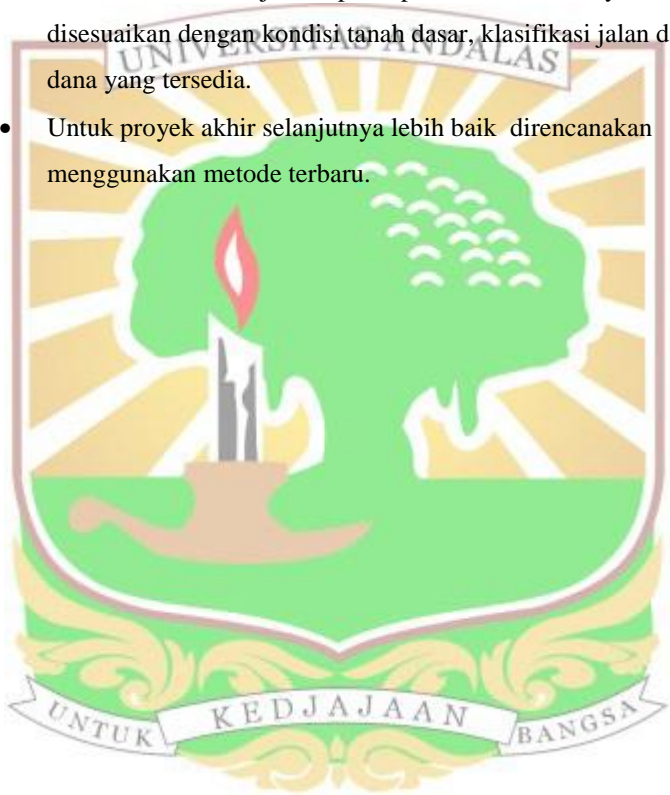 disesuaikan dengan kondisi tanah dasar, klasifikasi jalan d
UNIVERSITAS ANDALAS
dana yang tersedia.
• Untuk proyek akhir selanjutnya lebih baik direncanakan
menggunakan metode terbaru.
UNTUK KEDJAJAAN BANGSA